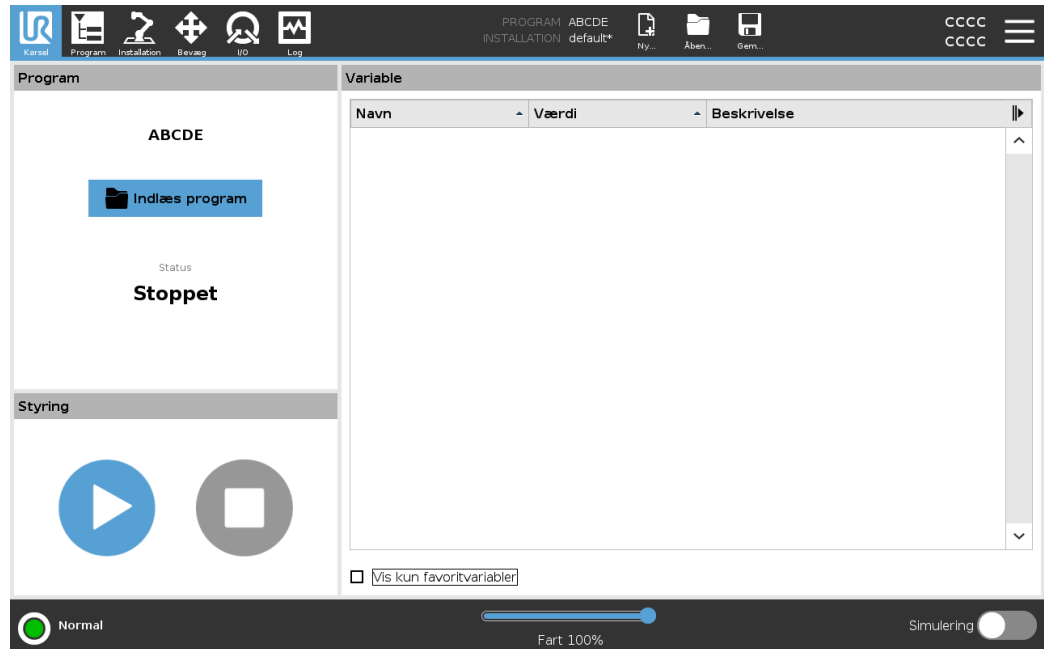 UR
Kørsel
Program
Installation
Bevæg
I/O
Log
PROGRAM ABCDE
INSTALLATION default*
Ny...
Åben...
Gem...
CCCC
CCCC
Program
Variable
ABCDE
Indlæs program
Status
Stoppet
Navn Værdi Beskrivelse
Styring
Vis kun favoritvariabler
Normal
Fart 100%
Simulering